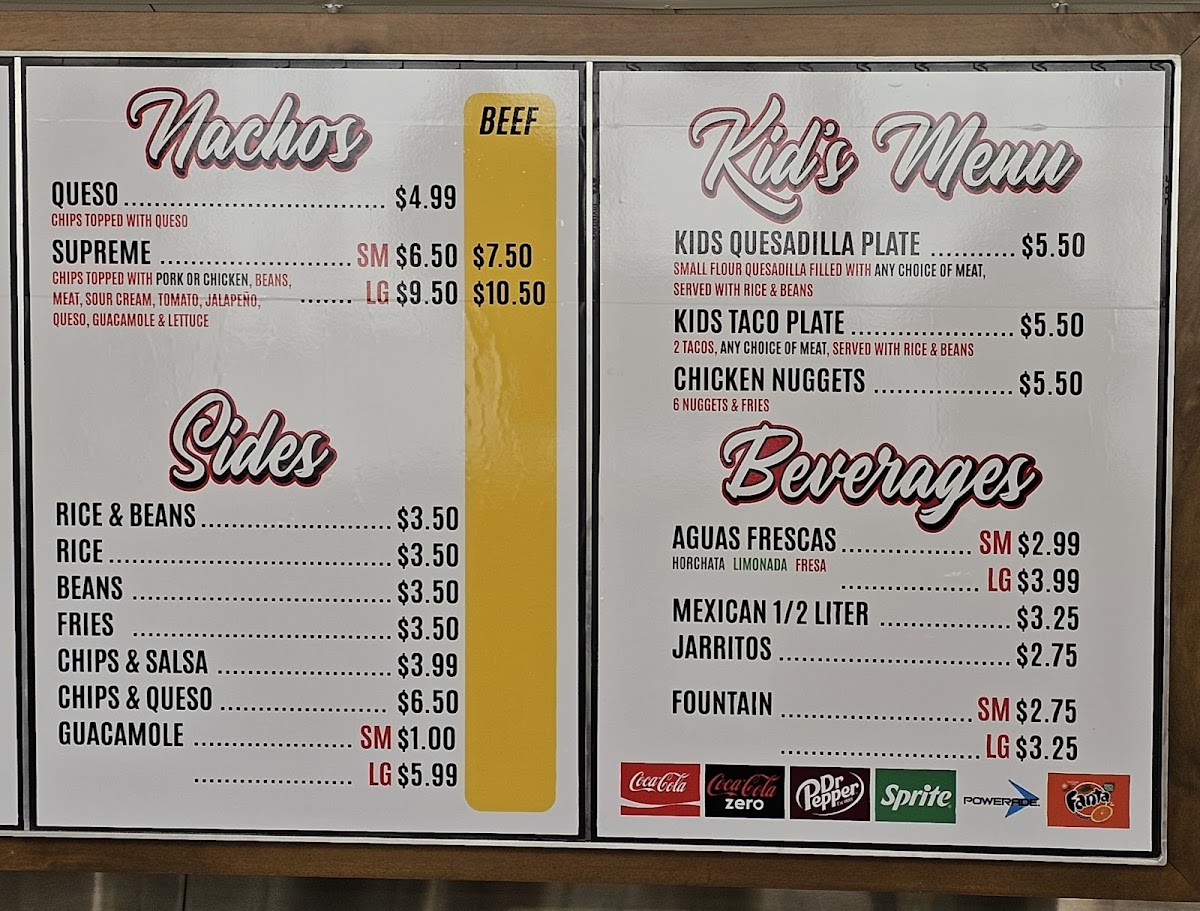 Nachos
BEEF
QUESO ................................ $4.99
CHIPS TOPPED WITH QUESO
SUPREME ........................ SM $6.50 $7.50
CHIPS TOPPED WITH PORK OR CHICKEN, BEANS,
MEAT, SOUR CREAM, TOMATO, JALAPEÑO, ....... LG $9.50 $10.50
QUESO, GUACAMOLE & LETTUCE
Sides
RICE & BEANS ....................... $3.50
RICE ................................... $3.50
BEANS ................................ $3.50
FRIES ................................ $3.50
CHIPS & SALSA ...................... $3.99
CHIPS & QUESO ..................... $6.50
GUACAMOLE .................... SM $1.00
.................... LG $5.99
Kid's Menu
KIDS QUESADILLA PLATE ........... $5.50
SMALL FLOUR QUESADILLA FILLED WITH ANY CHOICE OF MEAT,
SERVED WITH RICE & BEANS
KIDS TACO PLATE ..................... $5.50
2 TACOS, ANY CHOICE OF MEAT, SERVED WITH RICE & BEANS
CHICKEN NUGGETS .................. $5.50
6 NUGGETS & FRIES
Beverages
AGUAS FRESCAS ................. SM $2.99
HORCHATA LIMONADA FRESA
.................. LG $3.99
MEXICAN 1/2 LITER ................. $3.25
JARRITOS ............................. $2.75
FOUNTAIN ........................ SM $2.75
......................... LG $3.25
Coca-Cola
Coca-Cola zero
Dr Pepper
Sprite
POWERADE
Fanta